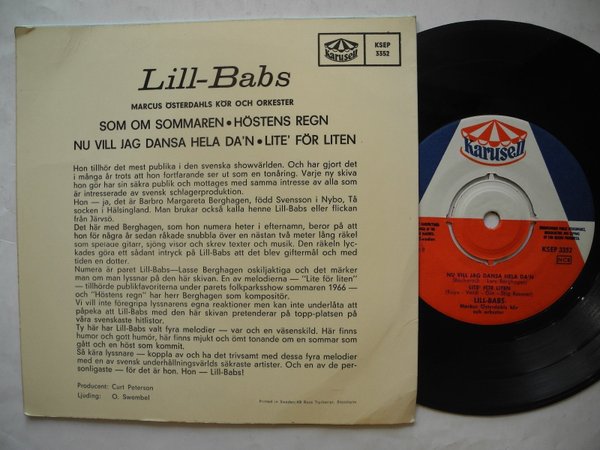 Karusell
KSEP
3352
Lill-Babs
MARCUS ÖSTERDAHLS KÖR OCH ORKESTER
SOM OM SOMMAREN • HÖSTENS REGN
NU VILL JAG DANSA HELA DA'N • LITE' FÖR LITEN
Hon tillhör det mest publika i den svenska showvärlden. Och har gjort det
i många år trots att hon fortfarande ser ut som en tonåring. Varje ny skiva
hon gör har sin säkra publik och mottages med samma intresse av alla som
är intresserade av svensk schlagerproduktion.
Hon — ja, det är Barbro Margareta Berghagen, född Svensson i Nybo, Tå
socken i Hälsingland. Man brukar också kalla henne Lill-Babs eller flickan
från Järvsö.
Det här med Berghagen, som hon numera heter i efternamn, beror på att
hon för några år sedan råkade snubbla över en nästan två meter lång räkel
som spelade gitarr, sjöng visor och skrev texter och musik. Den räkeln lyc-
kades göra ett sådant intryck på Lill-Babs att det blev giftermål och med
tiden en dotter.
Numera är paret Lill-Babs—Lasse Berghagen oskiljaktiga och det märker
man om man lyssnar på den här skivan. En av melodierna — "Lite för liten"
— tillhörde publikfavoriterna under parets folkparksshow sommaren 1966 —
och "Höstens regn" har herr Berghagen som kompositör.
Vi vill inte föregripa lyssnarens egna reaktioner men kan inte underlåta att
påpeka att Lill-Babs med den här skivan pretenderar på topp-platsen på
våra svenskaste hitlistor.
Ty här har Lill-Babs valt fyra melodier — var och en väsenskild. Här finns
humor och gott humör, här finns mjukt och ömt tonande om en sommar som
gått och en höst som kommit.
Så kära lyssnare — koppla av och ha det trivsamt med dessa fyra melodier
med en av svensk underhållningsvärlds säkraste artister. Och en av de per-
sonligaste — för det är hon. Hon — Lill-Babs!
Producent: Curt Peterson
Ljuding: O. Swembel
Printed in Sweden
Karusell
KSEP 3352
NCB
NU VILL JAG DANSA HELA DA'N
LITE' FÖR LITEN
LILL-BABS
Marcus Österdahls kör
och orkester